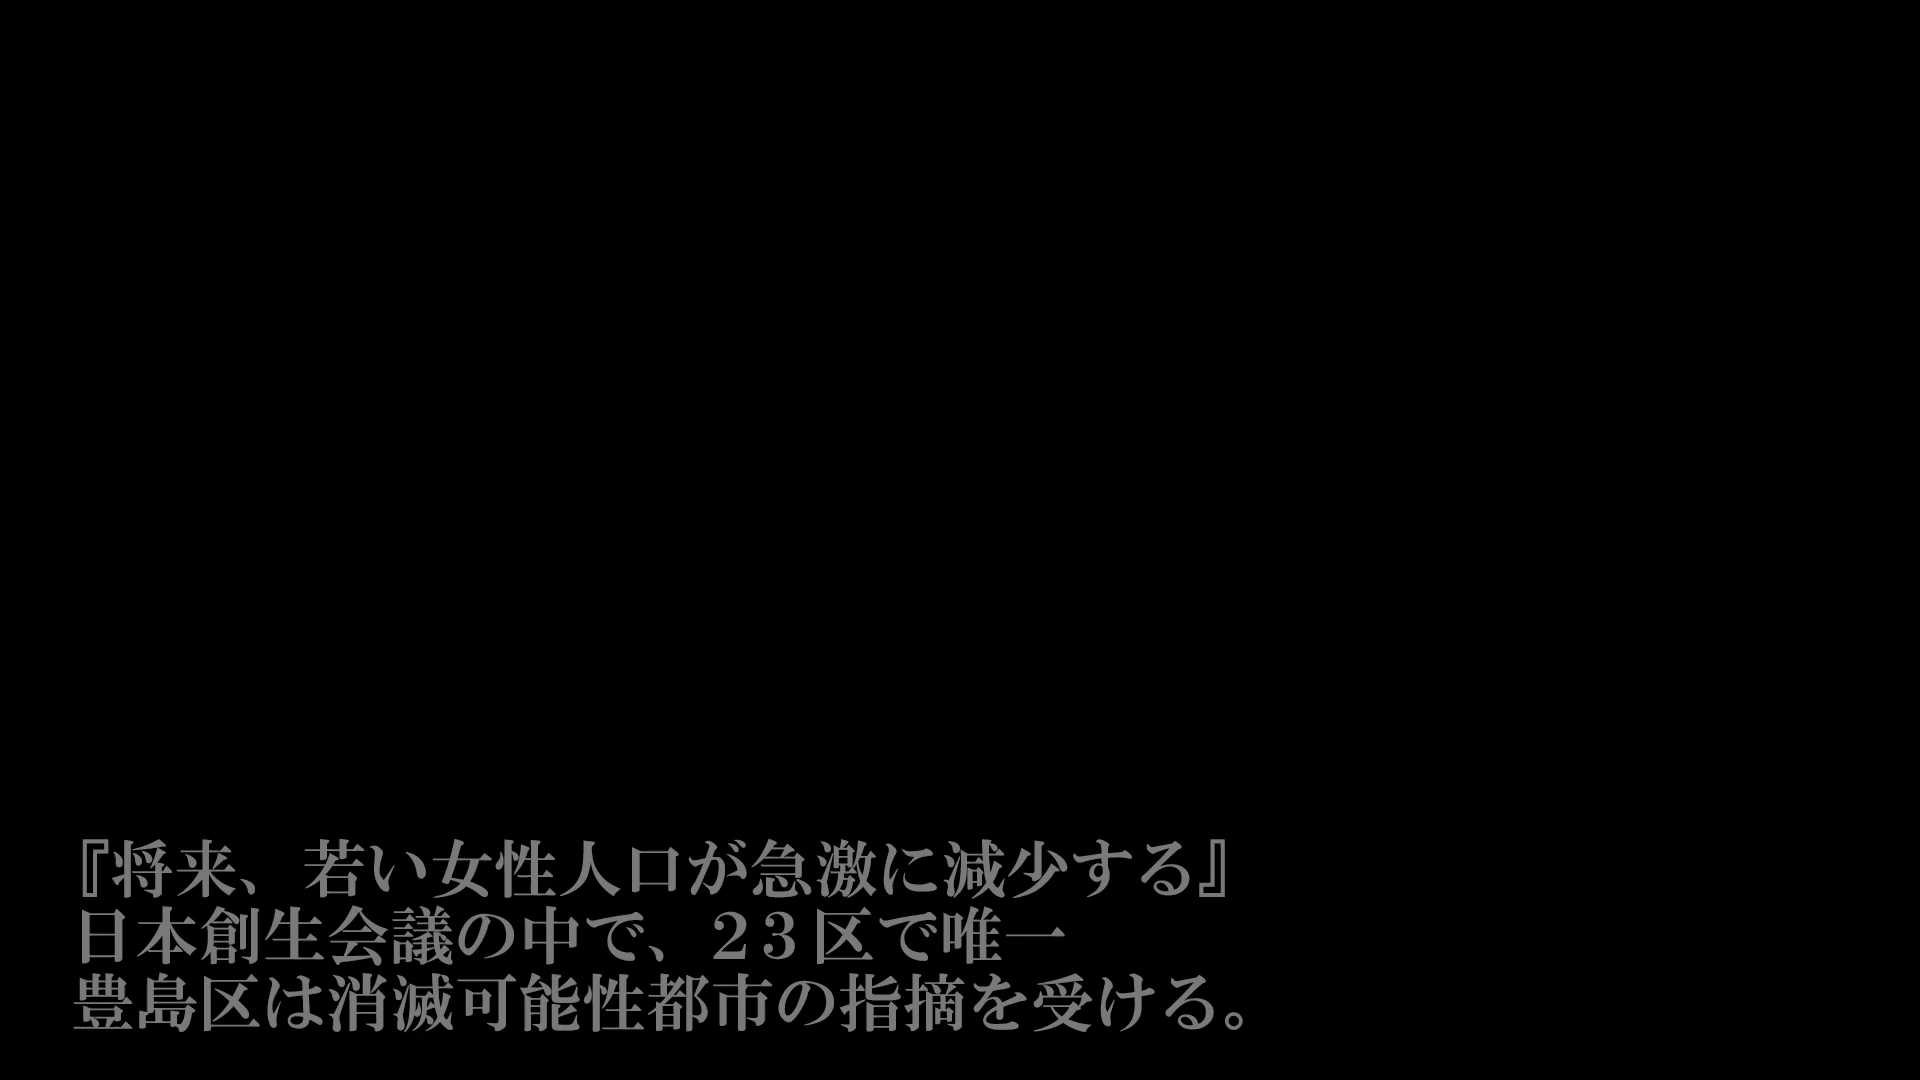 『将来、若い女性人口が急激に減少する』
日本創生会議の中で、２３区で唯一
豊島区は消滅可能性都市の指摘を受ける。